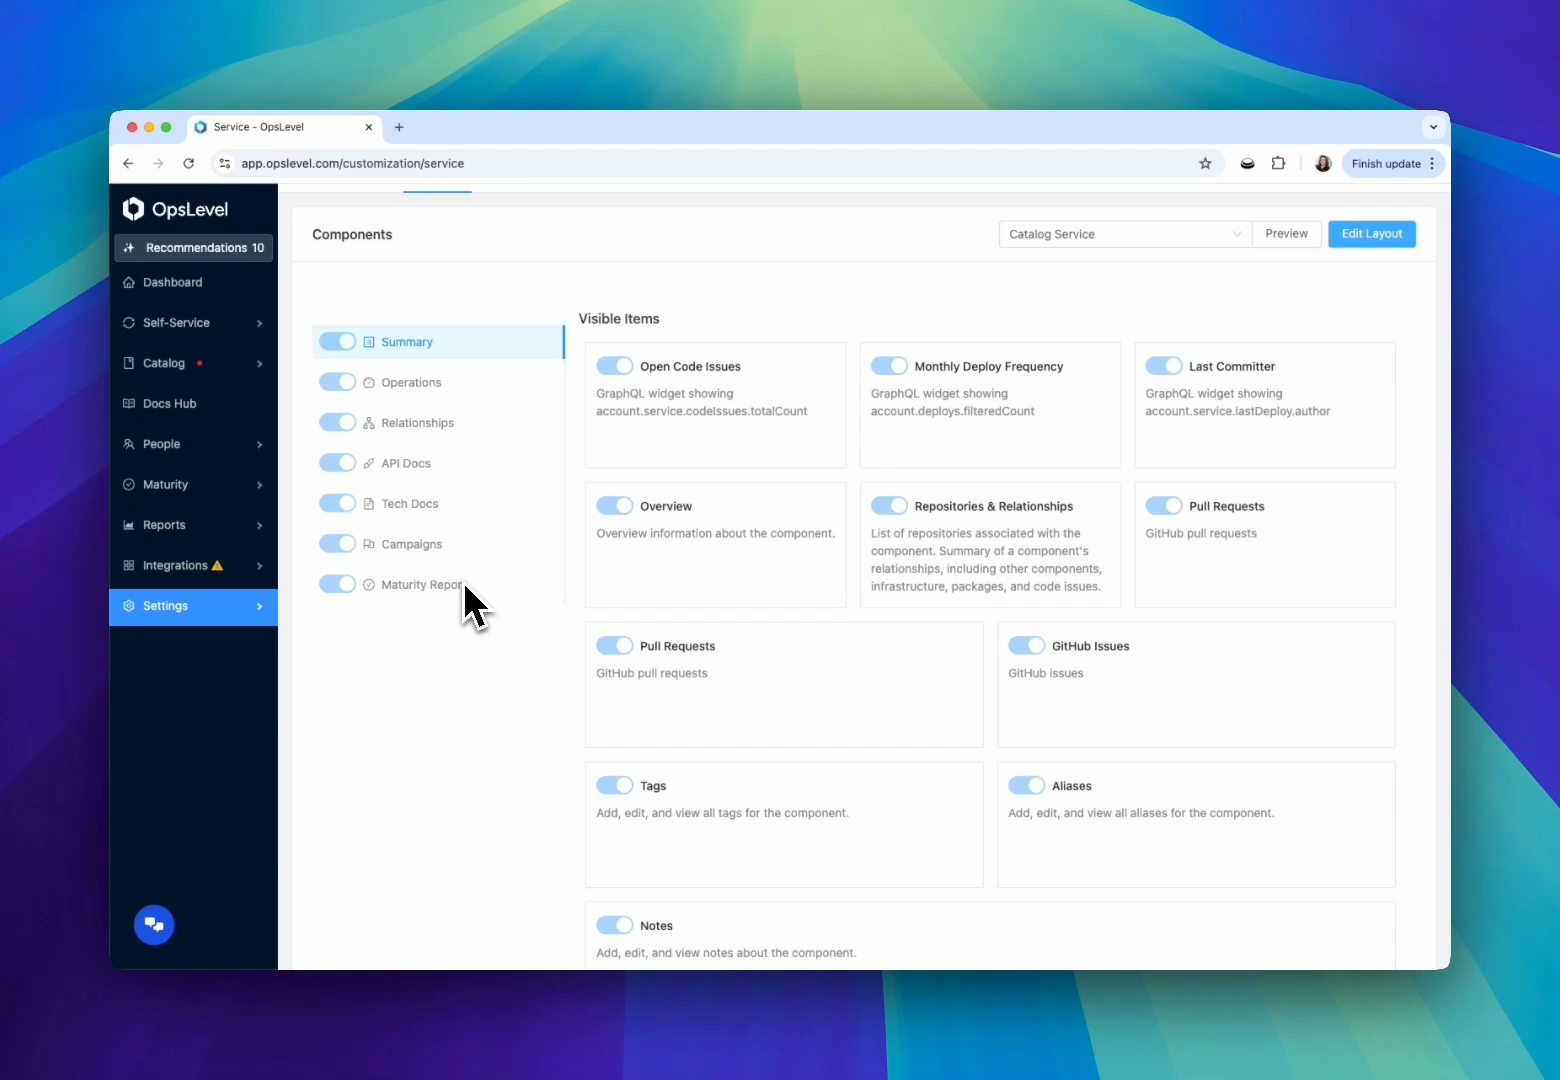 Service - OpsLevel
app.opslevel.com/customization/service
Finish update
OpsLevel
Recommendations 10
Dashboard
Self-Service
Catalog
Docs Hub
People
Maturity
Reports
Integrations
Settings
Components
Catalog Service
Preview
Edit Layout
Summary
Operations
Relationships
API Docs
Tech Docs
Campaigns
Maturity Repor
Visible Items
Open Code Issues
GraphQL widget showing
account.service.codeIssues.totalCount
Monthly Deploy Frequency
GraphQL widget showing
account.deploys.filteredCount
Last Committer
GraphQL widget showing
account.service.lastDeploy.author
Overview
Overview information about the component.
Repositories & Relationships
List of repositories associated with the
component. Summary of a component's
relationships, including other components,
infrastructure, packages, and code issues.
Pull Requests
GitHub pull requests
Pull Requests
GitHub pull requests
GitHub Issues
GitHub issues
Tags
Add, edit, and view all tags for the component.
Aliases
Add, edit, and view all aliases for the component.
Notes
Add, edit, and view notes about the component.